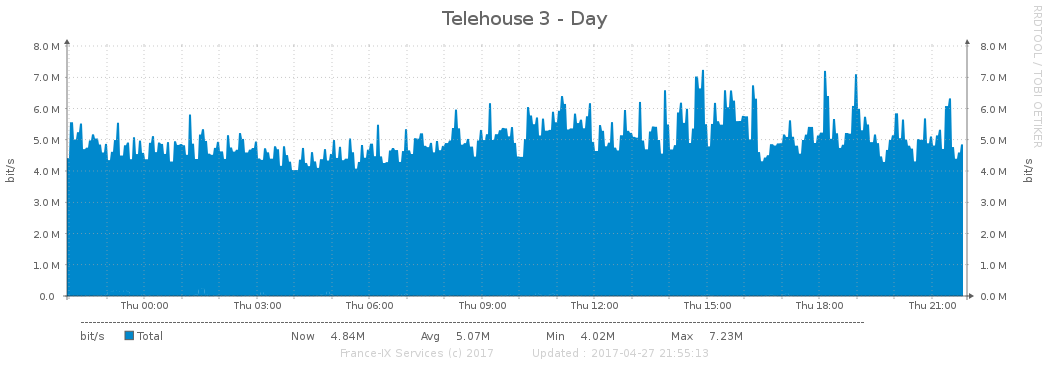 Telehouse 3 - Day
RRDTOOL / TOBI OETIKER
8.0 M 8.0 M
7.0 M 7.0 M
6.0 M 6.0 M
5.0 M 5.0 M
4.0 M 4.0 M
3.0 M 3.0 M
2.0 M 2.0 M
1.0 M 1.0 M
0.0 0.0 M
bit/s bit/s
Thu 00:00 Thu 03:00 Thu 06:00 Thu 09:00 Thu 12:00 Thu 15:00 Thu 18:00 Thu 21:00
bit/s Total Now 4.84M Avg 5.07M Min 4.02M Max 7.23M
France-IX Services (c) 2017 Updated : 2017-04-27 21:55:13